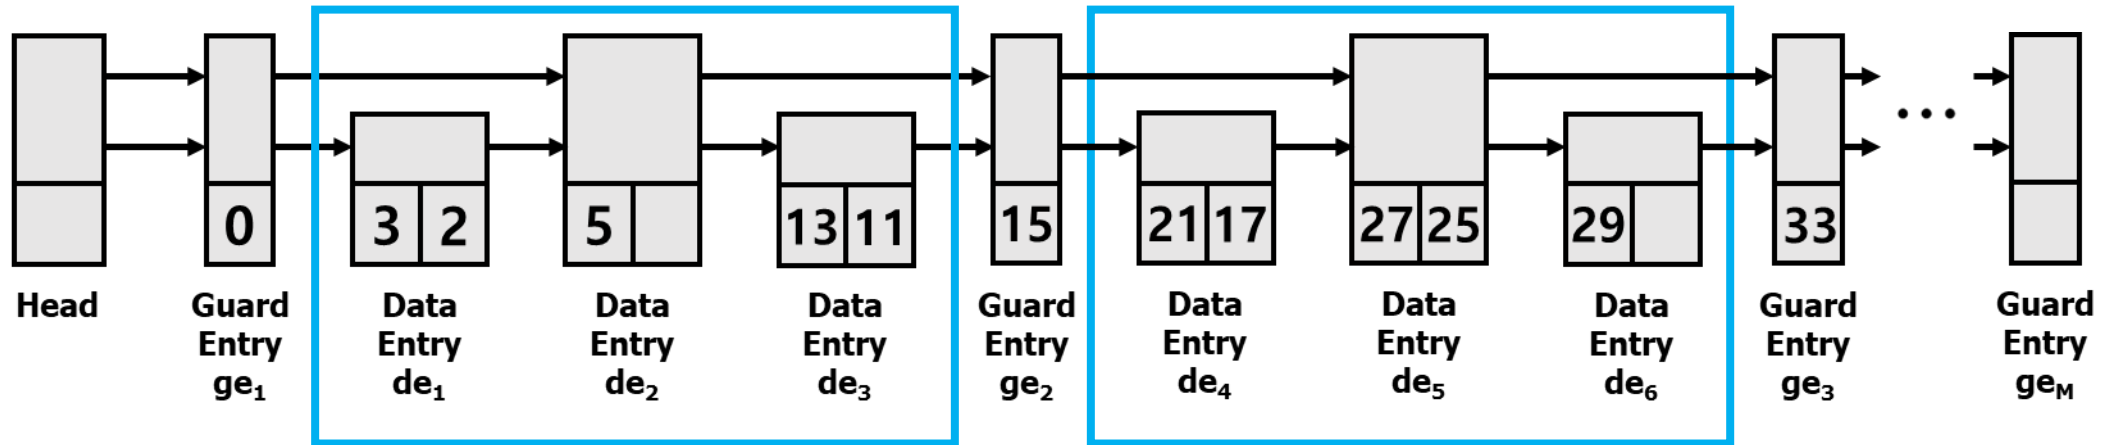 0
3 2
5
13 11
15
21 17
27 25
29
33
...
Head
Guard
Entry
ge1
Data
Entry
de1
Data
Entry
de2
Data
Entry
de3
Guard
Entry
ge2
Data
Entry
de4
Data
Entry
de5
Data
Entry
de6
Guard
Entry
ge3
Guard
Entry
geM